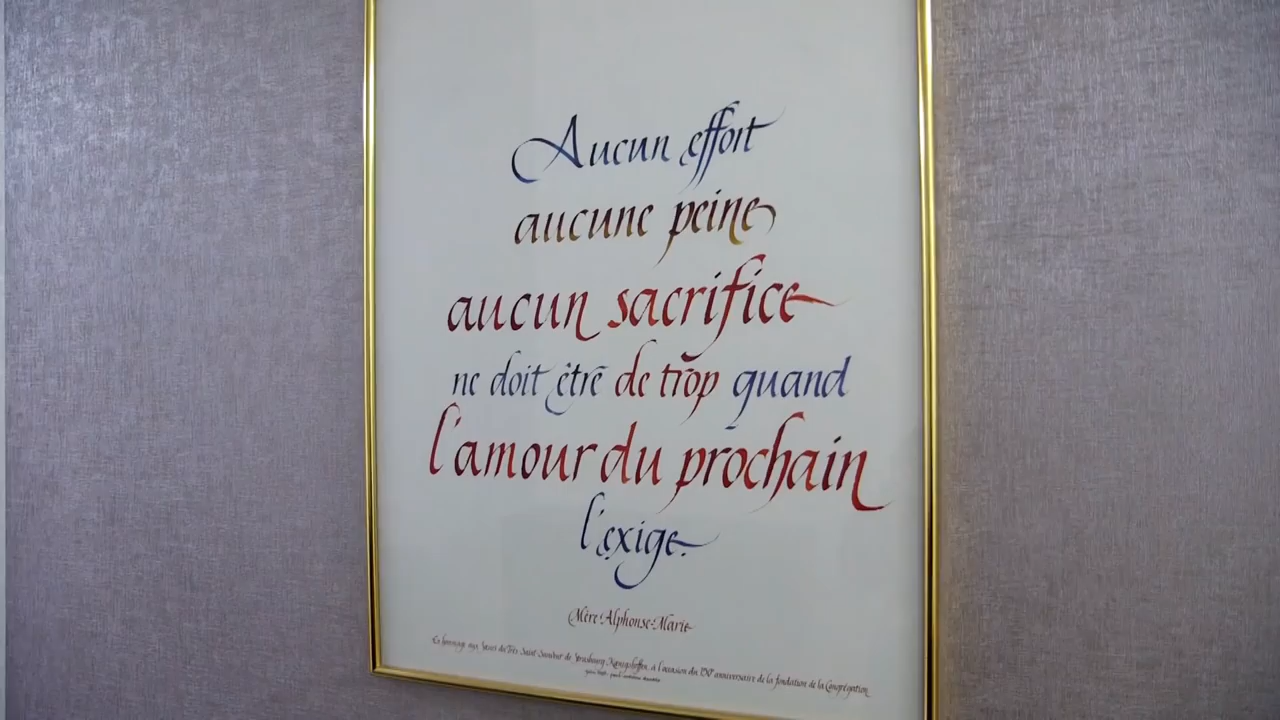 Aucun effort
aucune peine
aucun sacrifice
ne doit être de trop quand
l'amour du prochain
l'exige.
Mère Alphonse-Marie
En hommage aux Sœurs du Très Saint Sauveur de Strasbourg Kœnigshoffen, à l'occasion du 150e anniversaire de la fondation de la Congrégation